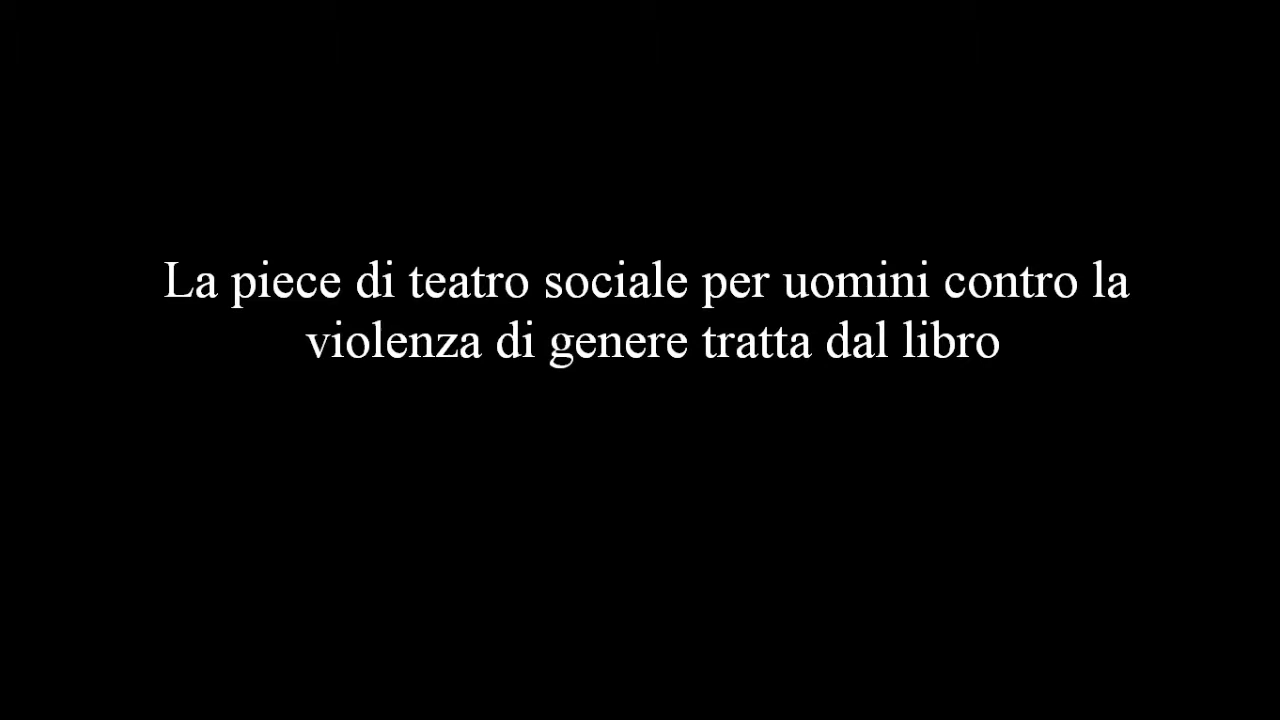 La piece di teatro sociale per uomini contro la
violenza di genere tratta dal libro